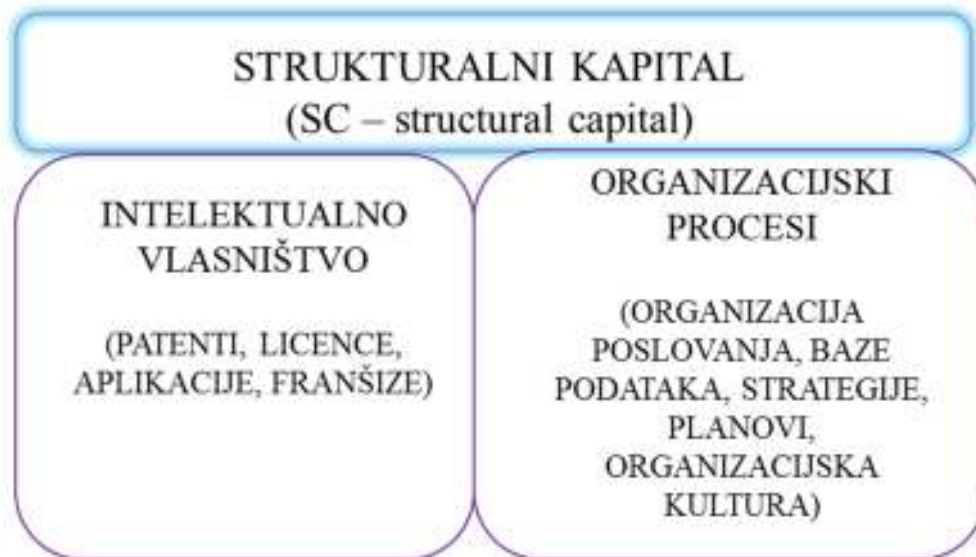 STRUKTURALNI KAPITAL
(SC – structural capital)
INTELEKTUALNO
VLASNIŠTVO
(PATENTI, LICENCE,
APLIKACIJE, FRANŠIZE)
ORGANIZACIJSKI
PROCESI
(ORGANIZACIJA
POSLOVANJA, BAZE
PODATAKA, STRATEGIJE,
PLANOVI,
ORGANIZACIJSKA
KULTURA)